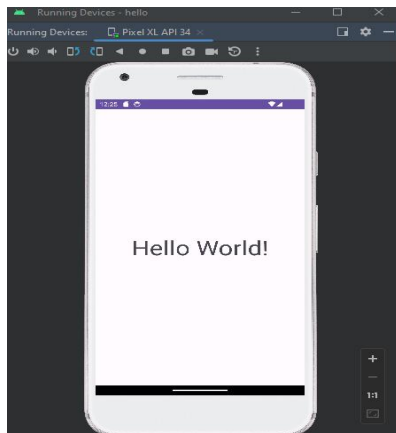 Running Devices - hello
Running Devices: Pixel XL API 34
12:25
Hello World!
1:1